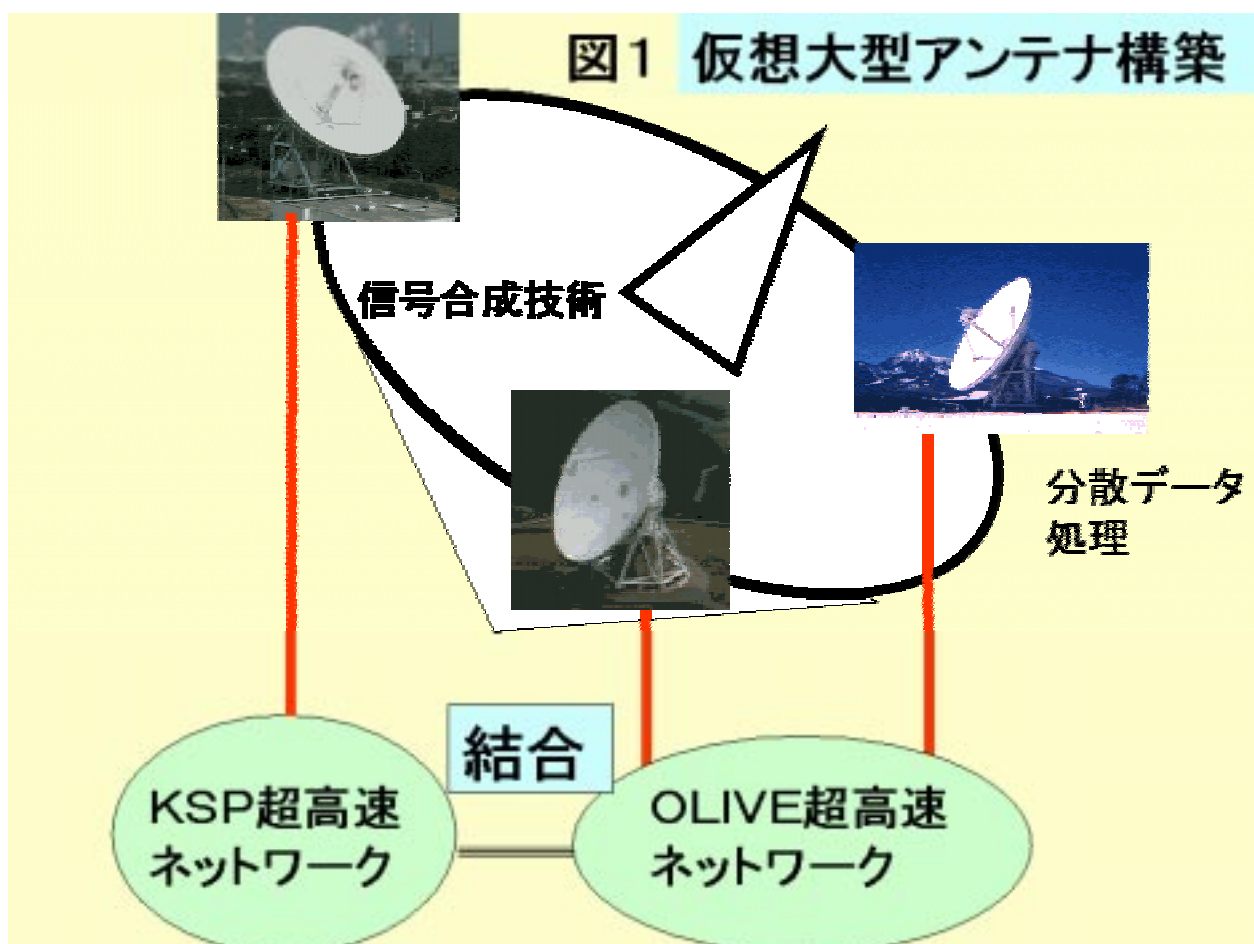 図1 仮想大型アンテナ構築
信号合成技術
分散データ
処理
結合
KSP超高速
ネットワーク
OLIVE超高速
ネットワーク